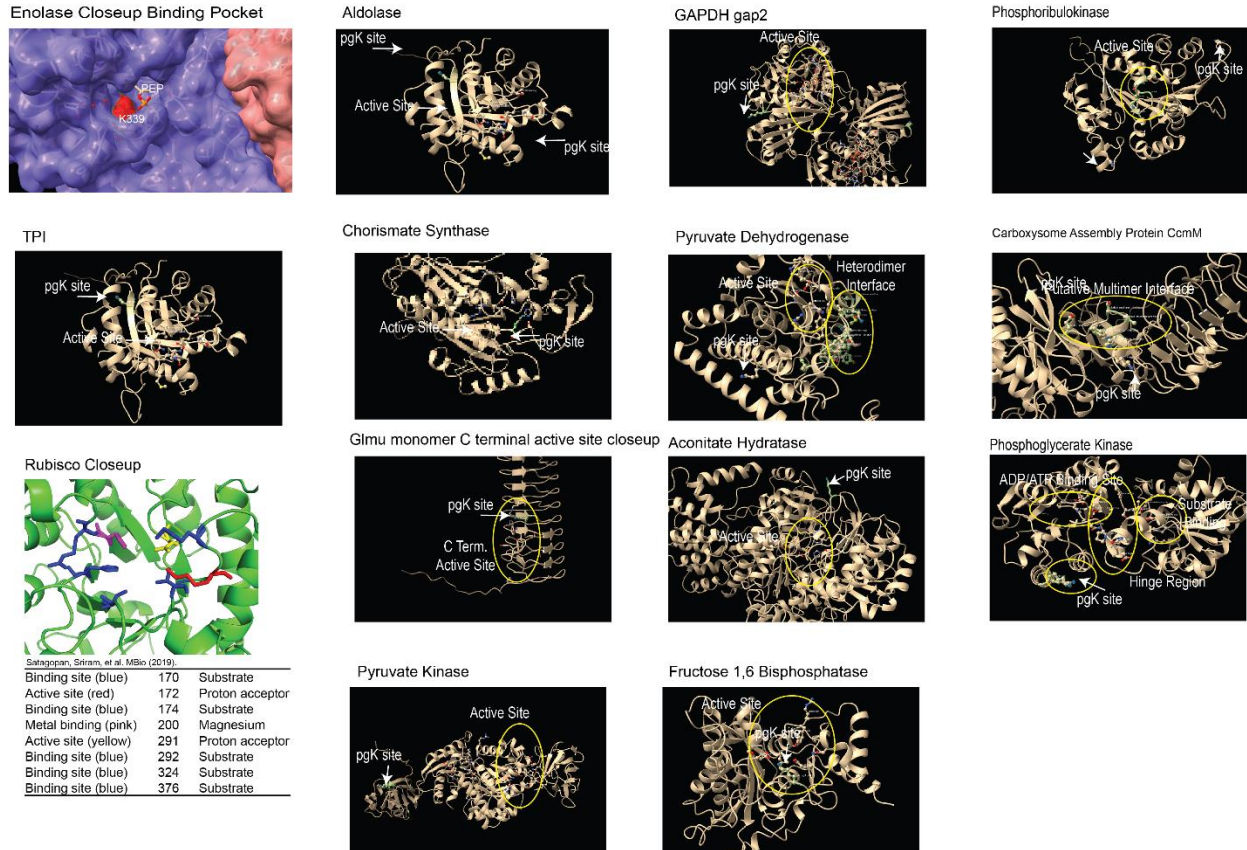 Enolase Closeup Binding Pocket
PEP
K339
Aldolase
pgK site
Active Site
pgK site
GAPDH gap2
Active Site
pgK site
Phosphoribulokinase
Active Site
pgK site
TPI
pgK site
Active Site
Chorismate Synthase
Active Site
pgK site
Pyruvate Dehydrogenase
Heterodimer
Interface
Active Site
pgK site
Carboxysome Assembly Protein CcmM
pgK site
Putative Multimer Interface
pgK site
Rubisco Closeup
Satagopan, Sriram, et al. MBio (2019).
Binding site (blue) 170 Substrate
Active site (red) 172 Proton acceptor
Binding site (blue) 174 Substrate
Metal binding (pink) 200 Magnesium
Active site (yellow) 291 Proton acceptor
Binding site (blue) 292 Substrate
Binding site (blue) 324 Substrate
Binding site (blue) 376 Substrate
Glmu monomer C terminal active site closeup
pgK site
C Term.
Active Site
Aconitate Hydratase
pgK site
Active Site
Phosphoglycerate Kinase
ADP/ATP Binding Site
Substrate
Binding
Hinge Region
pgK site
Pyruvate Kinase
Active Site
pgK site
Fructose 1,6 Bisphosphatase
Active Site
pgK site